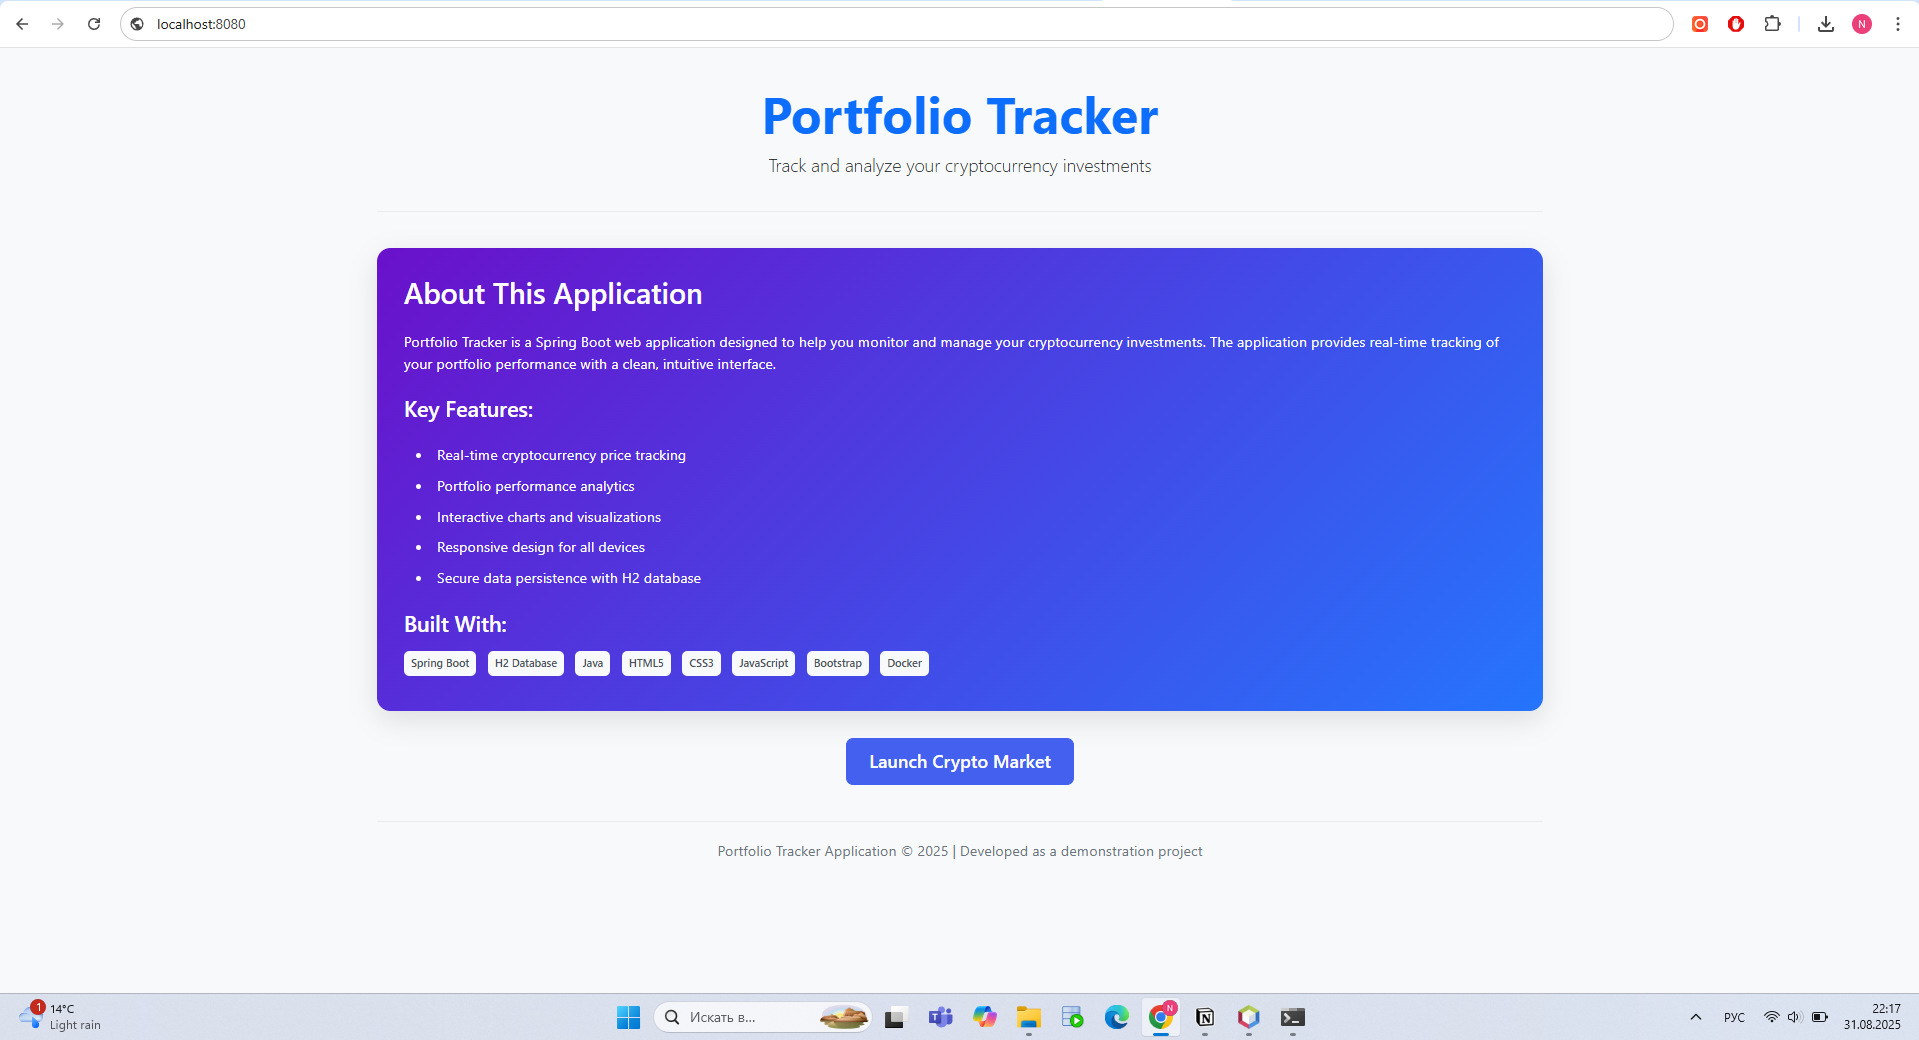 localhost:8080
N
Portfolio Tracker
Track and analyze your cryptocurrency investments
About This Application
Portfolio Tracker is a Spring Boot web application designed to help you monitor and manage your cryptocurrency investments. The application provides real-time tracking of
your portfolio performance with a clean, intuitive interface.
Key Features:
Real-time cryptocurrency price tracking
Portfolio performance analytics
Interactive charts and visualizations
Responsive design for all devices
Secure data persistence with H2 database
Built With:
Spring Boot H2 Database Java HTML5 CSS3 JavaScript Bootstrap Docker
Launch Crypto Market
Portfolio Tracker Application © 2025 | Developed as a demonstration project
1
14°C
Light rain
Искать в...
N
РУС
22:17
31.08.2025